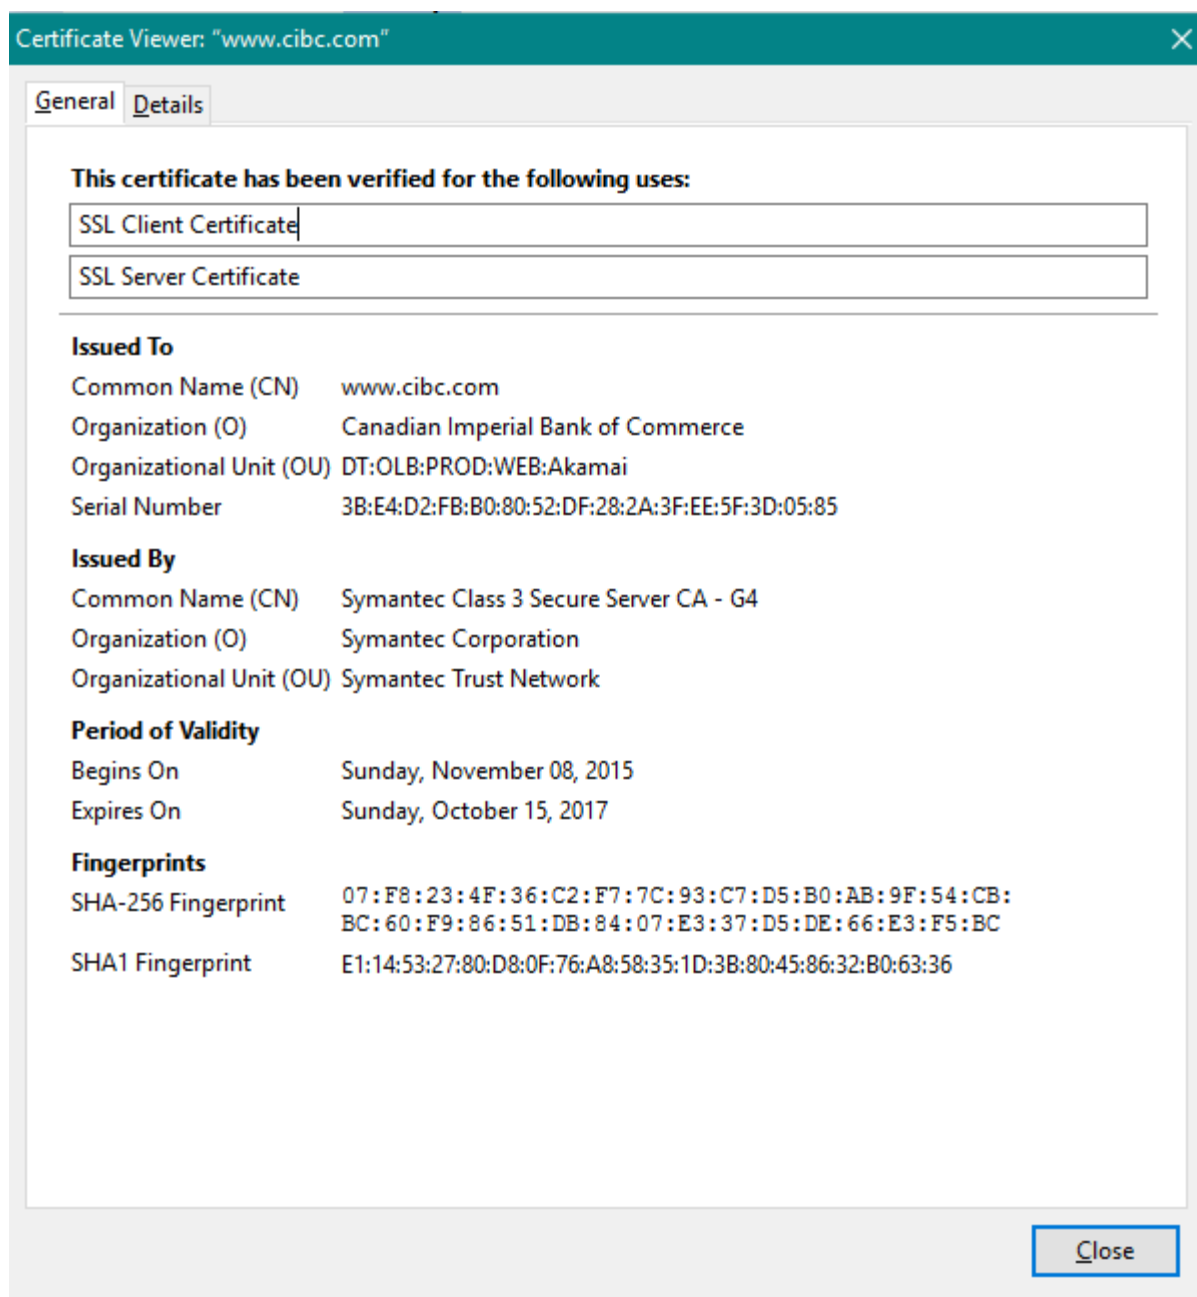 Certificate Viewer: “www.cibc.com”
General Details
This certificate has been verified for the following uses:
SSL Client Certificate
SSL Server Certificate
Issued To
Common Name (CN) www.cibc.com
Organization (O) Canadian Imperial Bank of Commerce
Organizational Unit (OU) DT:OLB:PROD:WEB:Akamai
Serial Number 3B:E4:D2:FB:B0:80:52:DF:28:2A:3F:EE:5F:3D:05:85
Issued By
Common Name (CN) Symantec Class 3 Secure Server CA - G4
Organization (O) Symantec Corporation
Organizational Unit (OU) Symantec Trust Network
Period of Validity
Begins On Sunday, November 08, 2015
Expires On Sunday, October 15, 2017
Fingerprints
SHA-256 Fingerprint 07:F8:23:4F:36:C2:F7:7C:93:C7:D5:B0:AB:9F:54:CB:
BC:60:F9:86:51:DB:84:07:E3:37:D5:DE:66:E3:F5:BC
SHA1 Fingerprint E1:14:53:27:80:D8:0F:76:A8:58:35:1D:3B:80:45:86:32:B0:63:36
Close